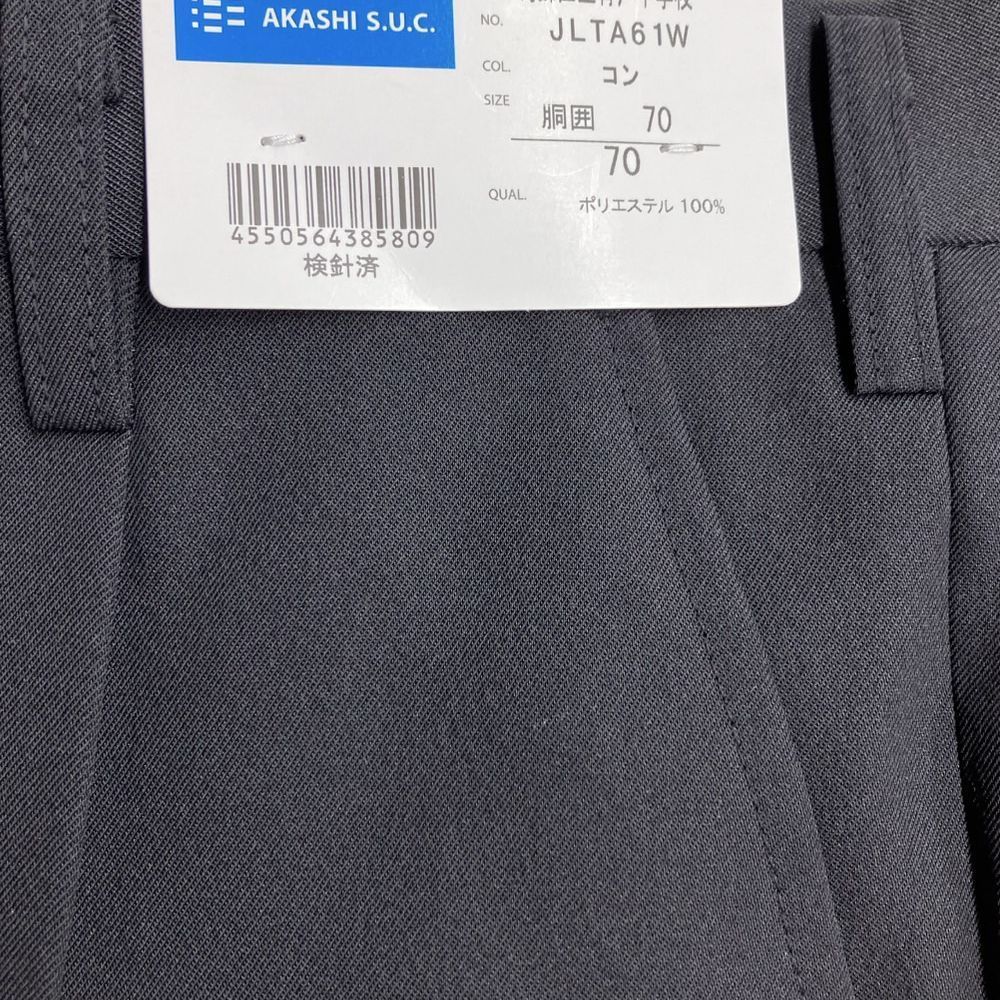 AKASHI S.U.C.
NO. JLTA61W
COL. コン
SIZE 胴囲 70
70
QUAL. ポリエステル 100%
4550564385809
検針済